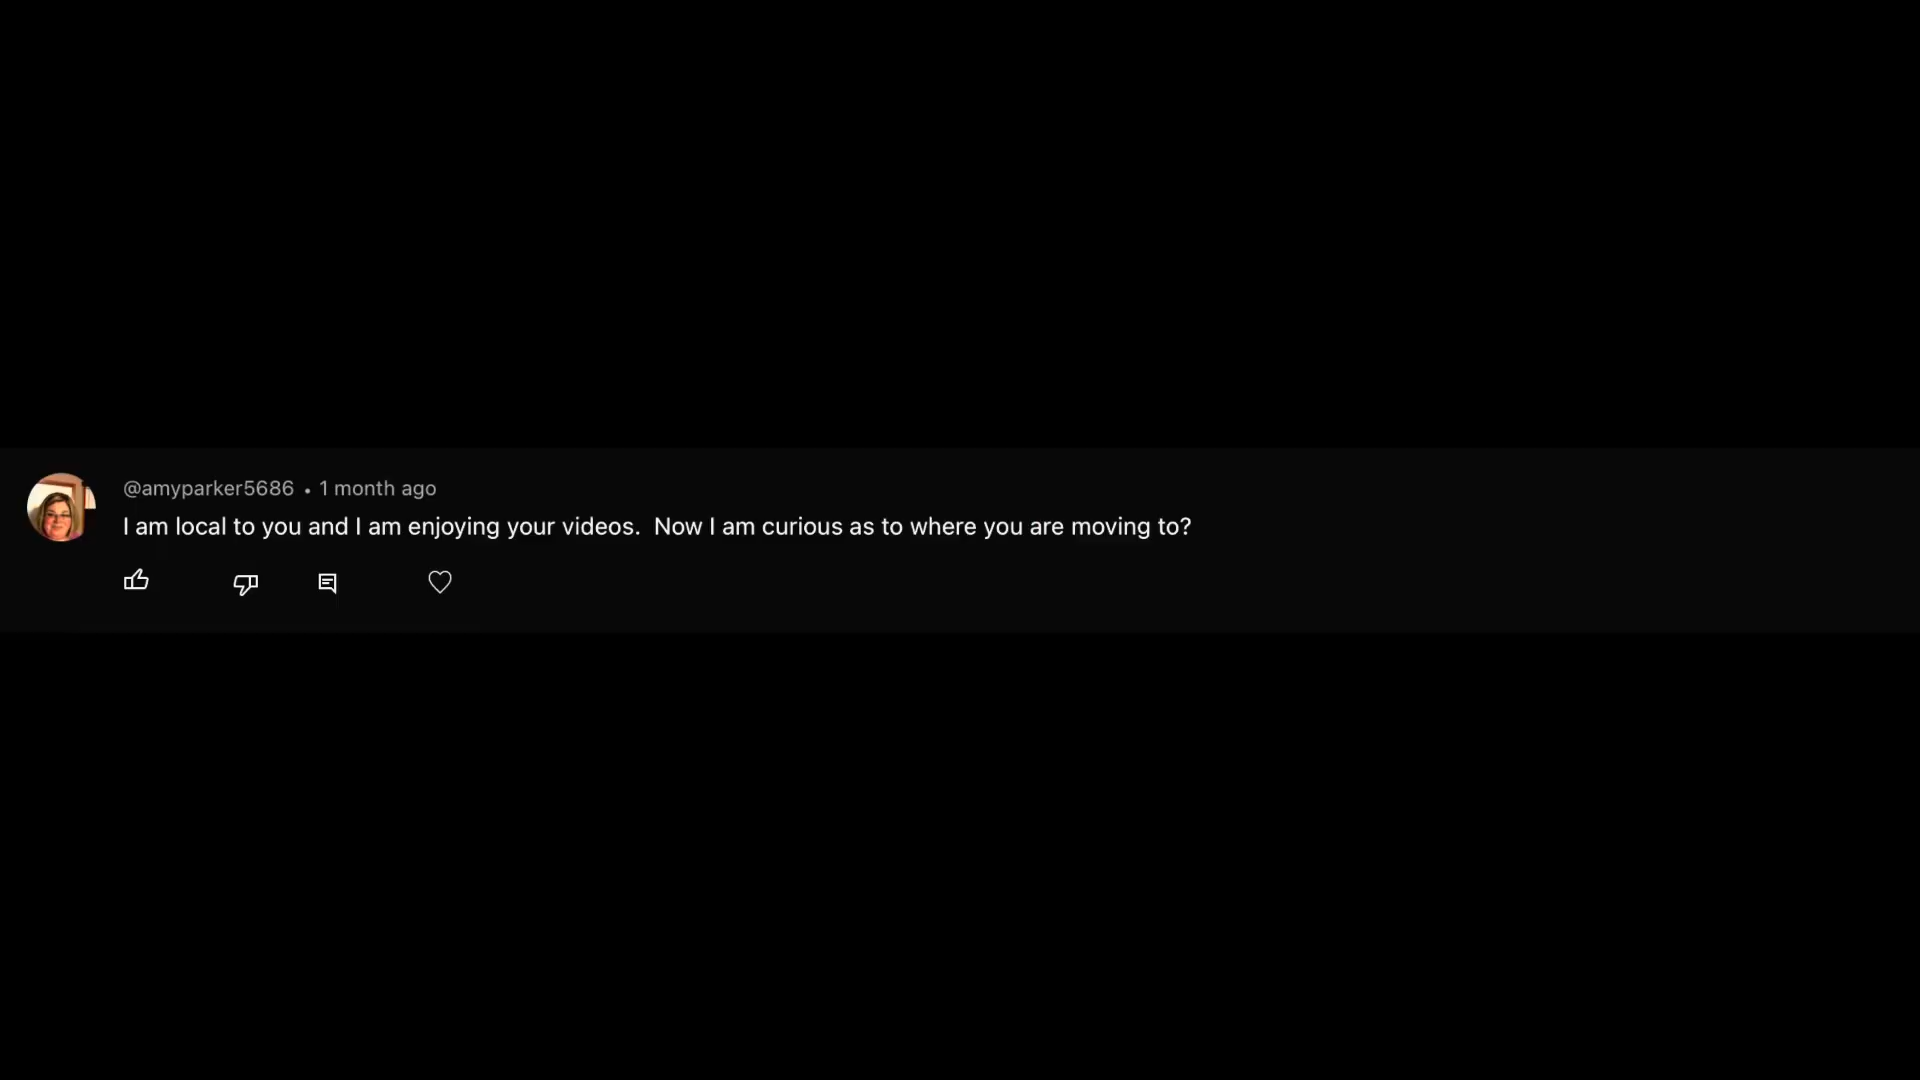 @amyparker5686 • 1 month ago
I am local to you and I am enjoying your videos.  Now I am curious as to where you are moving to?